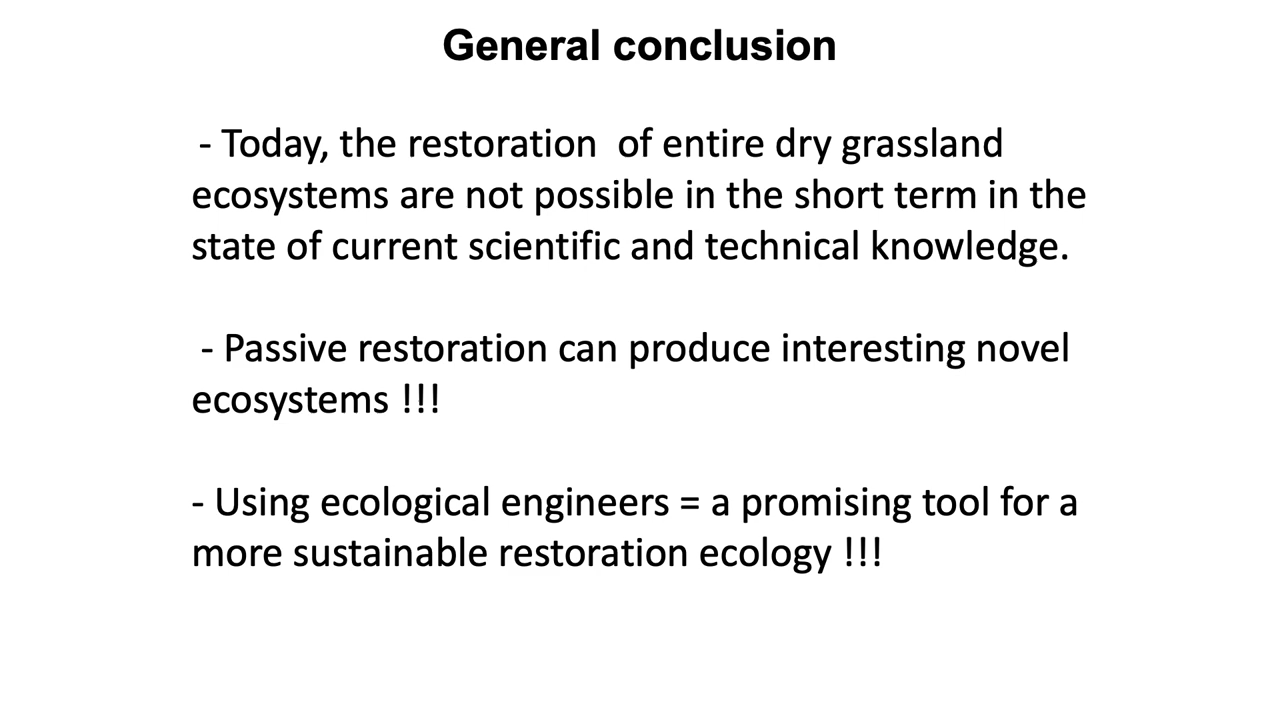 General conclusion
- Today, the restoration  of entire dry grassland
ecosystems are not possible in the short term in the
state of current scientific and technical knowledge.
- Passive restoration can produce interesting novel
ecosystems !!!
- Using ecological engineers = a promising tool for a
more sustainable restoration ecology !!!